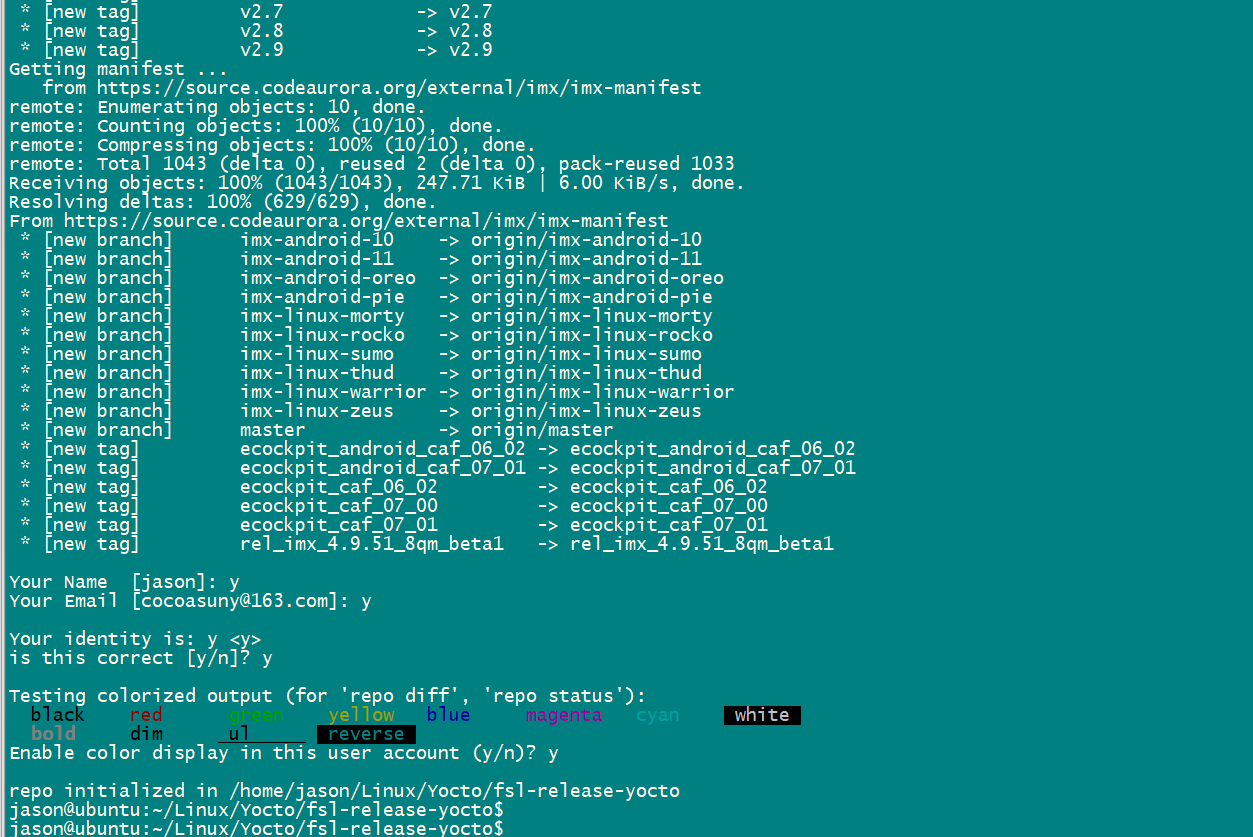 * [new tag] v2.7 -> v2.7
* [new tag] v2.8 -> v2.8
* [new tag] v2.9 -> v2.9
Getting manifest ...
from https://source.codeaurora.org/external/imx/imx-manifest
remote: Enumerating objects: 10, done.
remote: Counting objects: 100% (10/10), done.
remote: Compressing objects: 100% (10/10), done.
remote: Total 1043 (delta 0), reused 2 (delta 0), pack-reused 1033
Receiving objects: 100% (1043/1043), 247.71 KiB | 6.00 KiB/s, done.
Resolving deltas: 100% (629/629), done.
From https://source.codeaurora.org/external/imx/imx-manifest
* [new branch] imx-android-10 -> origin/imx-android-10
* [new branch] imx-android-11 -> origin/imx-android-11
* [new branch] imx-android-oreo -> origin/imx-android-oreo
* [new branch] imx-android-pie -> origin/imx-android-pie
* [new branch] imx-linux-morty -> origin/imx-linux-morty
* [new branch] imx-linux-rocko -> origin/imx-linux-rocko
* [new branch] imx-linux-sumo -> origin/imx-linux-sumo
* [new branch] imx-linux-thud -> origin/imx-linux-thud
* [new branch] imx-linux-warrior -> origin/imx-linux-warrior
* [new branch] imx-linux-zeus -> origin/imx-linux-zeus
* [new branch] master -> origin/master
* [new tag] ecockpit_android_caf_06_02 -> ecockpit_android_caf_06_02
* [new tag] ecockpit_android_caf_07_01 -> ecockpit_android_caf_07_01
* [new tag] ecockpit_caf_06_02 -> ecockpit_caf_06_02
* [new tag] ecockpit_caf_07_00 -> ecockpit_caf_07_00
* [new tag] ecockpit_caf_07_01 -> ecockpit_caf_07_01
* [new tag] rel_imx_4.9.51_8qm_beta1 -> rel_imx_4.9.51_8qm_beta1
Your Name [jason]: y
Your Email [cocoasuny@163.com]: y
Your identity is: y <y>
is this correct [y/n]? y
Testing colorized output (for 'repo diff', 'repo status'):
black red green yellow blue magenta cyan white
bold dim ul reverse
Enable color display in this user account (y/n)? y
repo initialized in /home/jason/Linux/Yocto/fsl-release-yocto
jason@ubuntu:~/Linux/Yocto/fsl-release-yocto$
jason@ubuntu:~/Linux/Yocto/fsl-release-yocto$